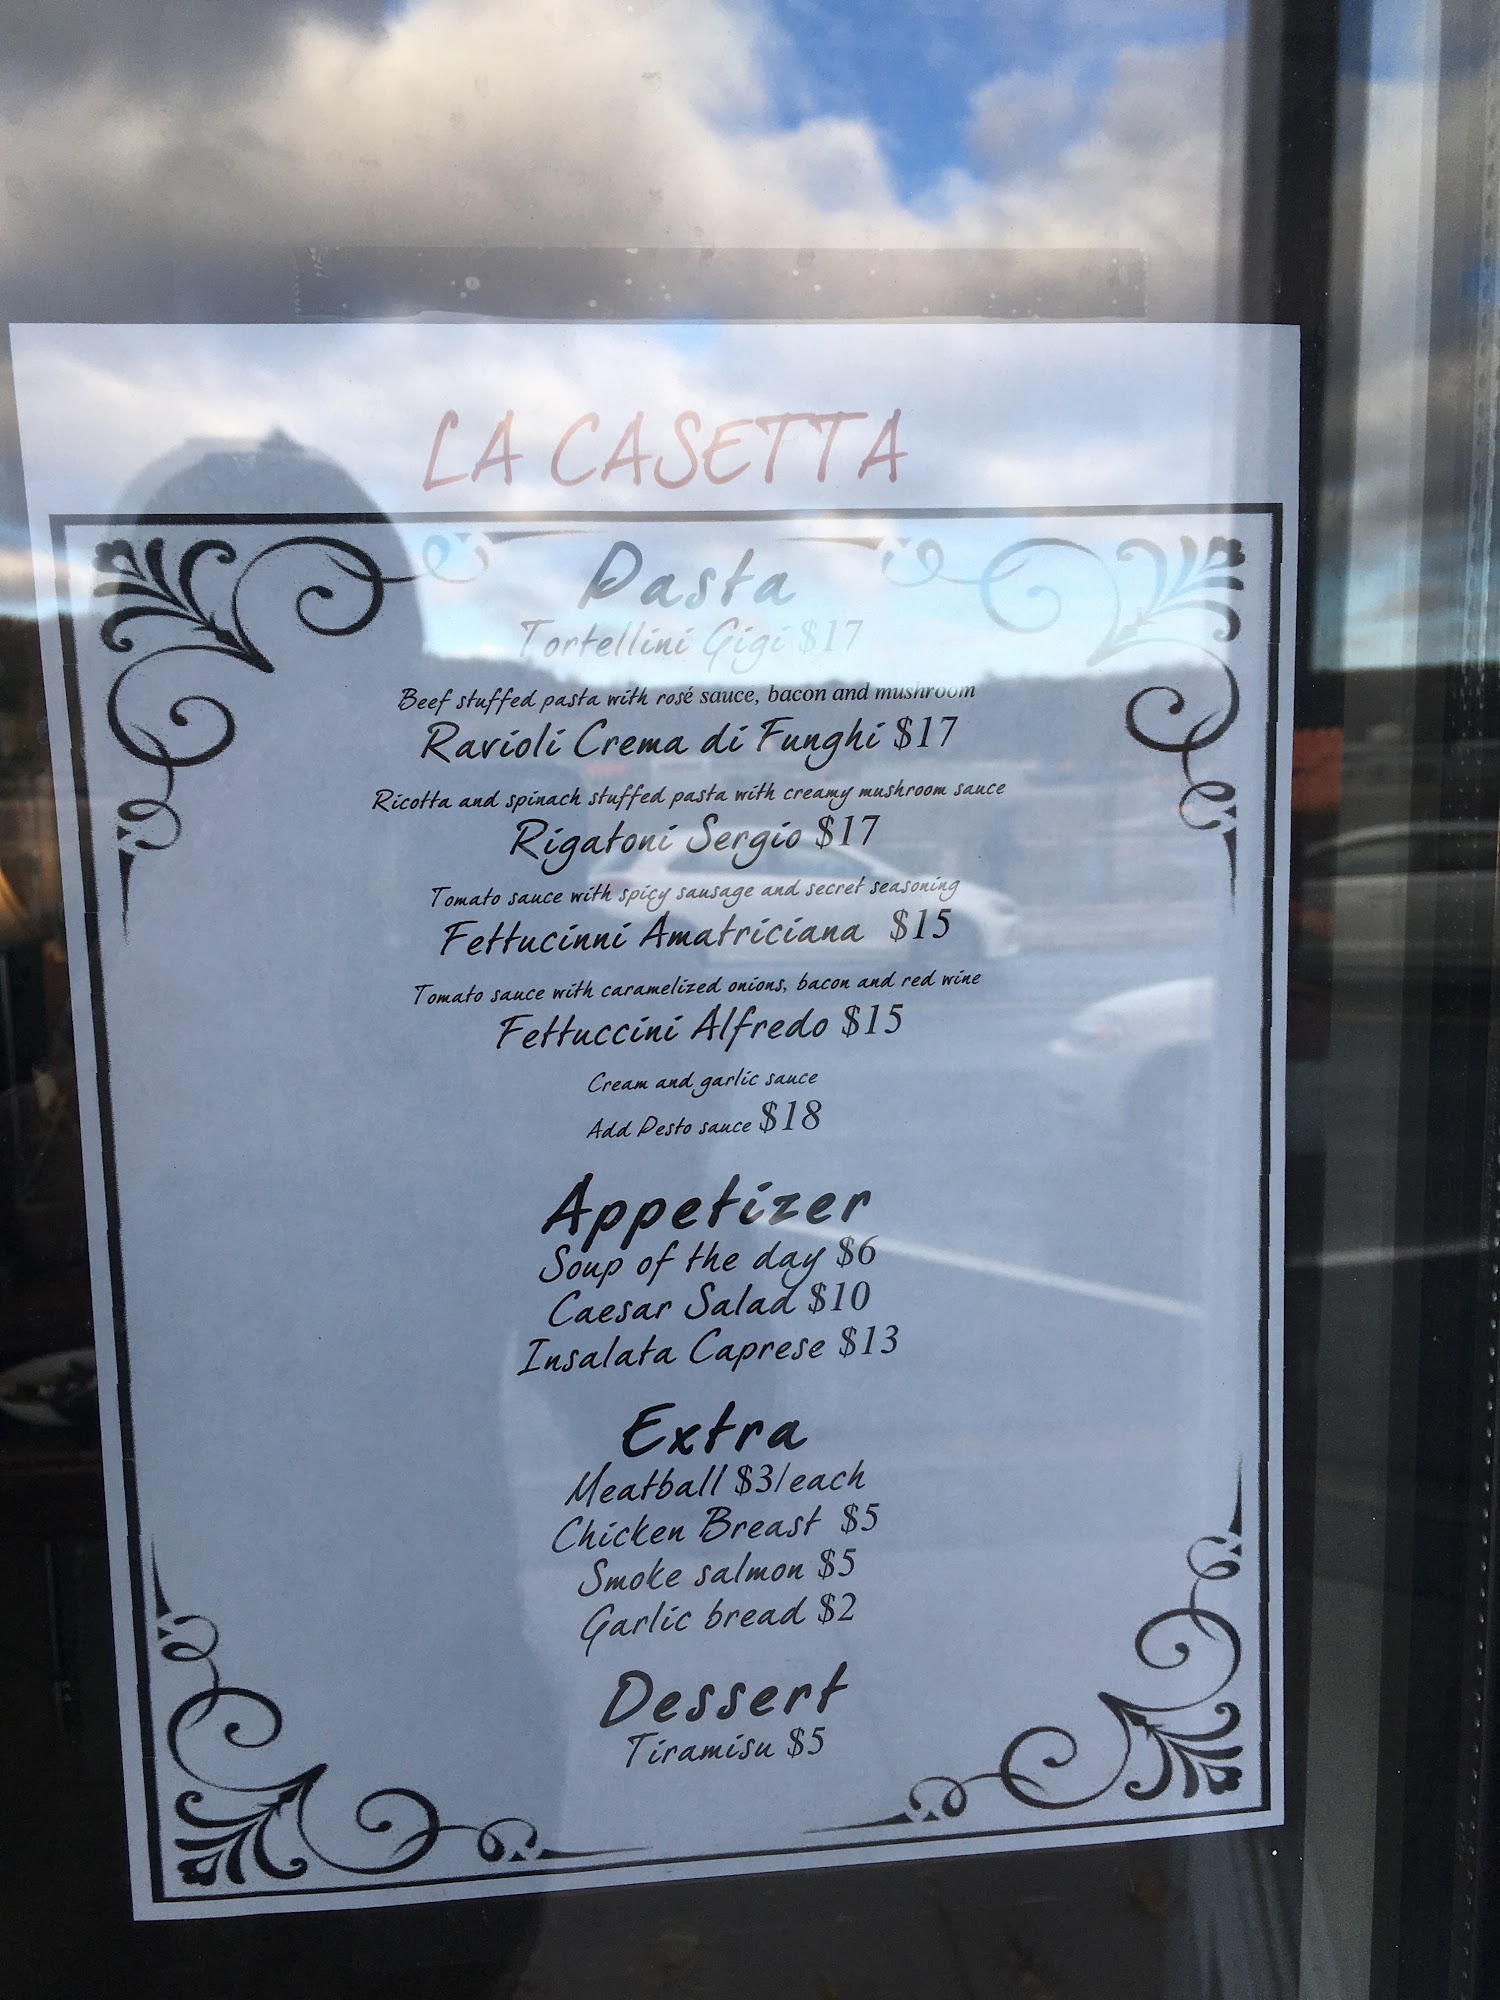 LA CASETTA
Pasta
Tortellini Gigi $17
Beef stuffed pasta with rosé sauce, bacon and mushroom
Ravioli Crema di Funghi $17
Ricotta and spinach stuffed pasta with creamy mushroom sauce
Rigatoni Sergio $17
Tomato sauce with spicy sausage and secret seasoning
Fettucinni Amatriciana $15
Tomato sauce with caramelized onions, bacon and red wine
Fettuccini Alfredo $15
Cream and garlic sauce
Add Pesto sauce $18
Appetizer
Soup of the day $6
Caesar Salad $10
Insalata Caprese $13
Extra
Meatball $3/each
Chicken Breast $5
Smoke salmon $5
Garlic bread $2
Dessert
Tiramisu $5